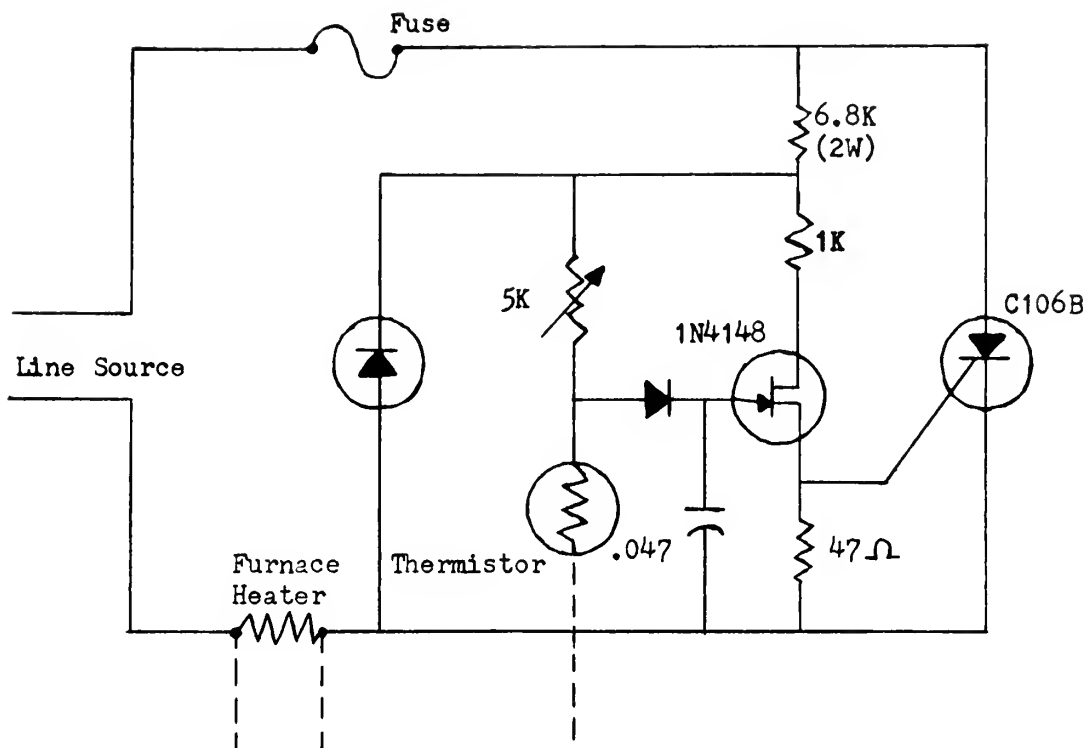 Fuse
6.8K
(2W)
1K
5K
C106B
1N4148
Line Source
.047
47Ω
Thermistor
Furnace
Heater